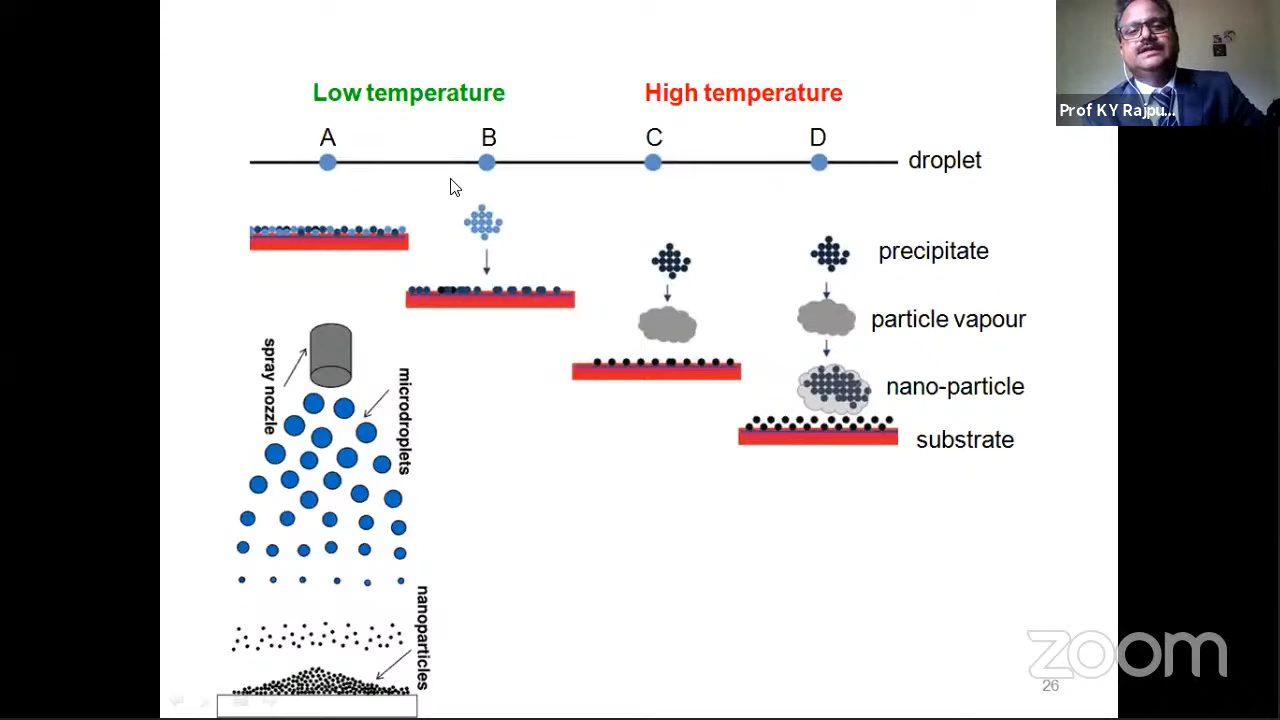 Low temperature
High temperature
Prof KY Rajpu...
A
B
C
D
droplet
precipitate
particle vapour
nano-particle
substrate
spray nozzle
microdroplets
nanoparticles
zoom
26